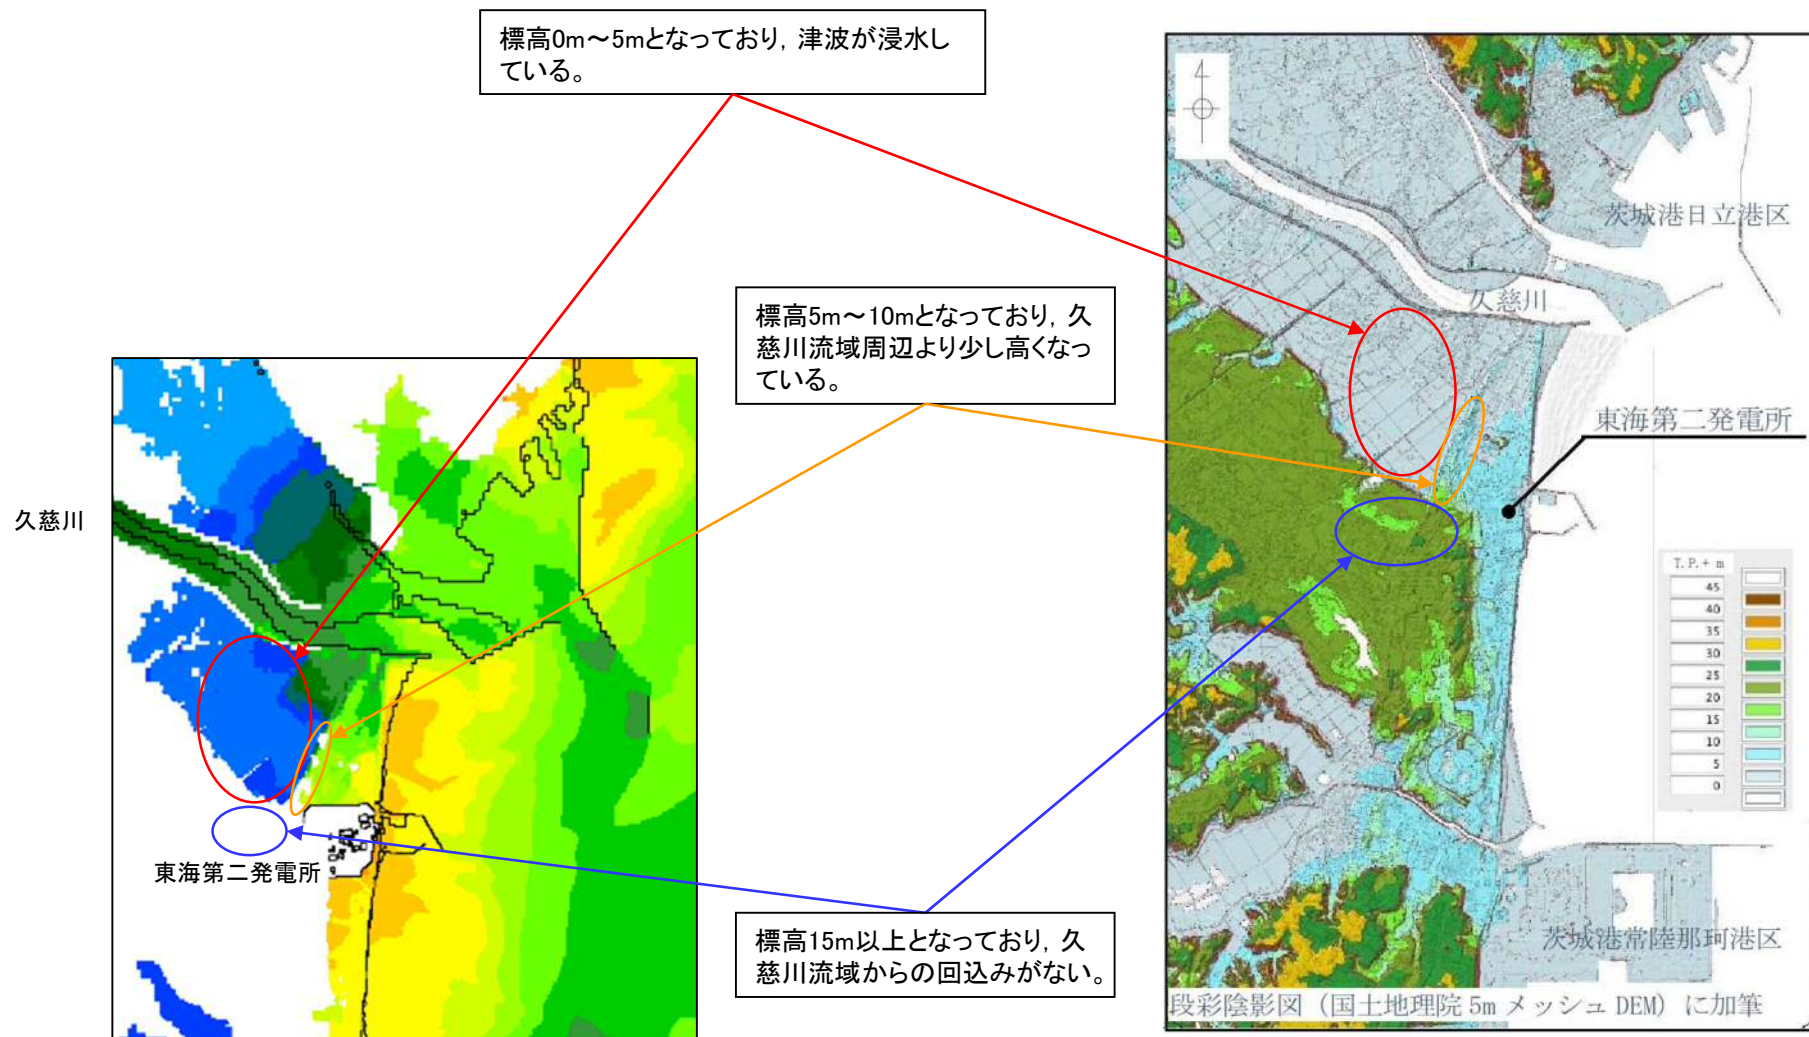 標高0m～5mとなっており，津波が浸水し
ている。
標高5m～10mとなっており，久
慈川流域周辺より少し高くなっ
ている。
久慈川
東海第二発電所
標高15m以上となっており，久
慈川流域からの回込みがない。
茨城港日立港区
久慈川
東海第二発電所
T.P.+ m
45
40
35
30
25
20
15
10
5
0
茨城港常陸那珂港区
段彩陰影図（国土地理院 5m メッシュ DEM）に加筆